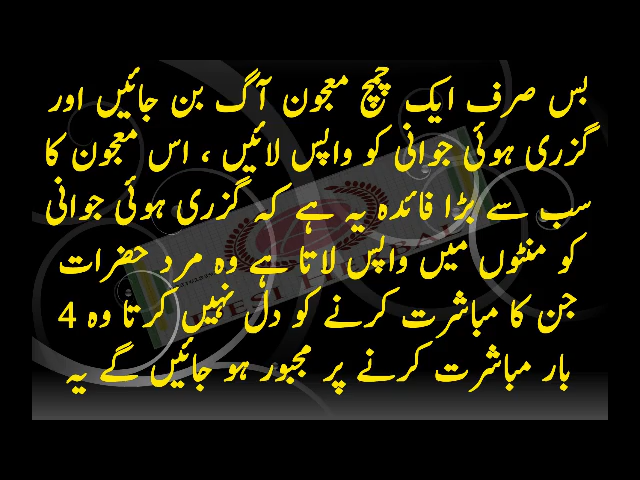 بس صرف ایک چمچ معجون آگ بن جائیں اور
گزری ہوئی جوانی کو واپس لائیں ، اس معجون کا
سب سے بڑا فائدہ یہ ہے کہ گزری ہوئی جوانی
کو منٹوں میں واپس لاتا ہے وہ مرد حضرات
جن کا مباشرت کرنے کو دل نہیں کرتا وہ 4
بار مباشرت کرنے پر مجبور ہو جائیں گے یہ